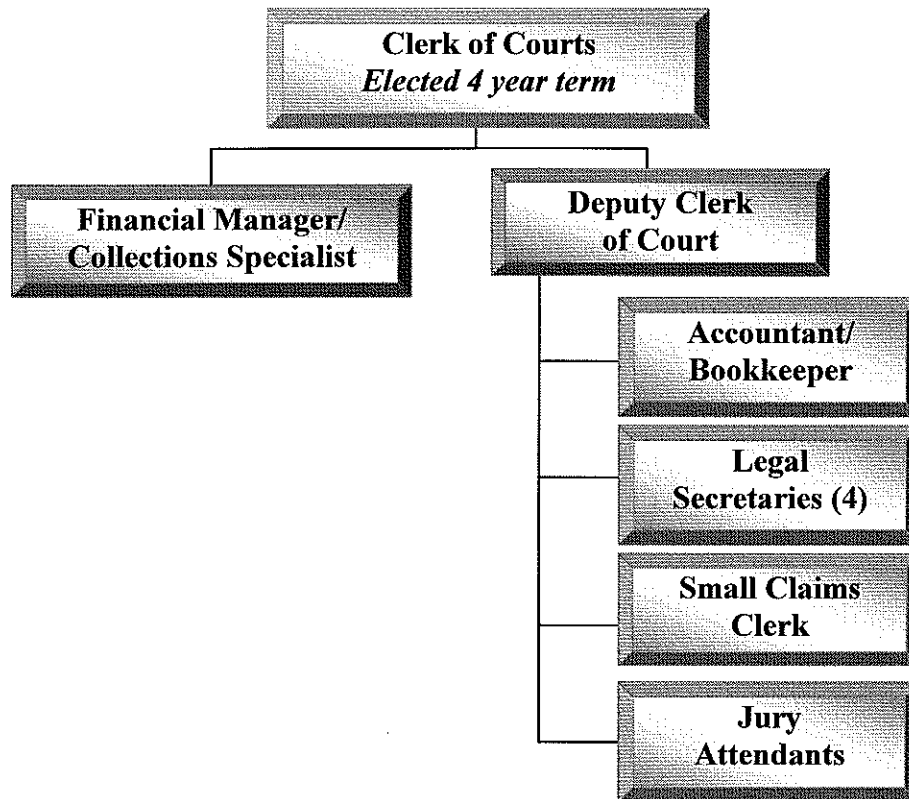 Clerk of Courts
Elected 4 year term
Financial Manager/
Collections Specialist
Deputy Clerk
of Court
Accountant/
Bookkeeper
Legal
Secretaries (4)
Small Claims
Clerk
Jury
Attendants